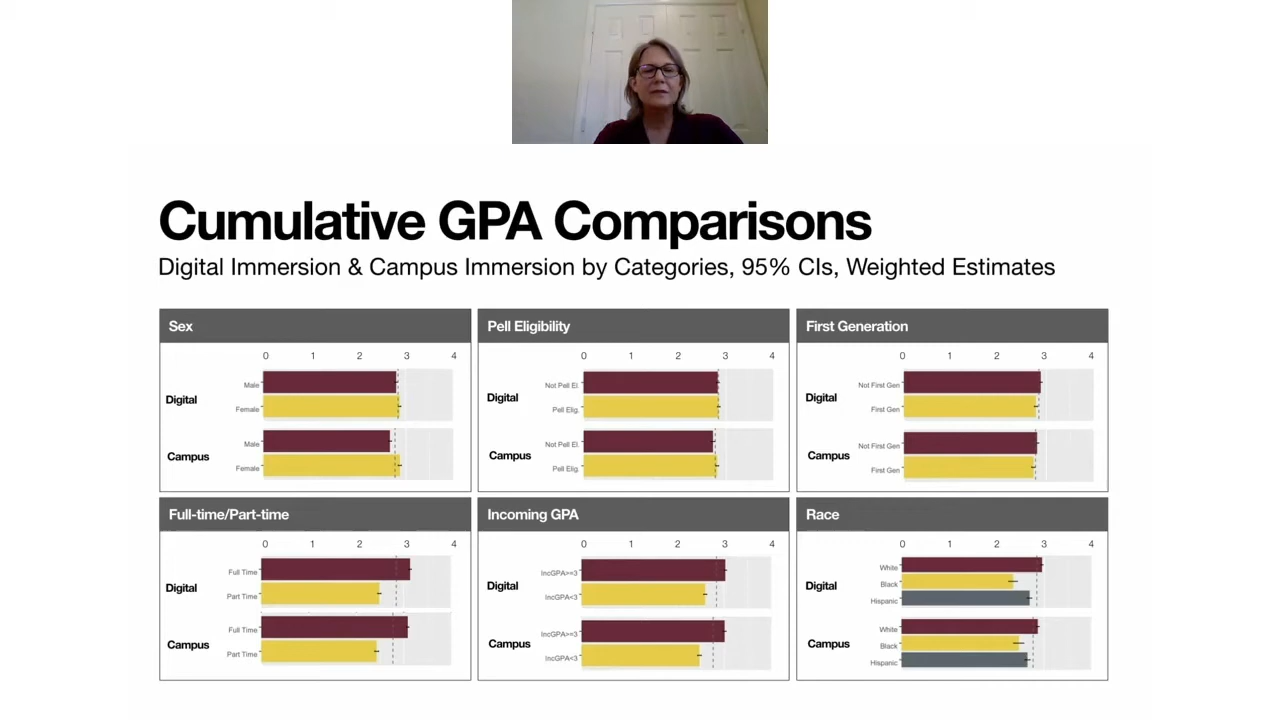 Cumulative GPA Comparisons
Digital Immersion & Campus Immersion by Categories, 95% CIs, Weighted Estimates
Sex
0 1 2 3 4
Digital
Male
Female
Campus
Male
Female
Pell Eligibility
0 1 2 3 4
Digital
Not Pell El.
Pell Elig.
Campus
Not Pell El.
Pell Elig.
First Generation
0 1 2 3 4
Digital
Not First Gen
First Gen
Campus
Not First Gen
First Gen
Full-time/Part-time
0 1 2 3 4
Digital
Full Time
Part Time
Campus
Full Time
Part Time
Incoming GPA
0 1 2 3 4
Digital
IncGPA>=3
IncGPA<3
Campus
IncGPA>=3
IncGPA<3
Race
0 1 2 3 4
Digital
White
Black
Hispanic
Campus
White
Black
Hispanic